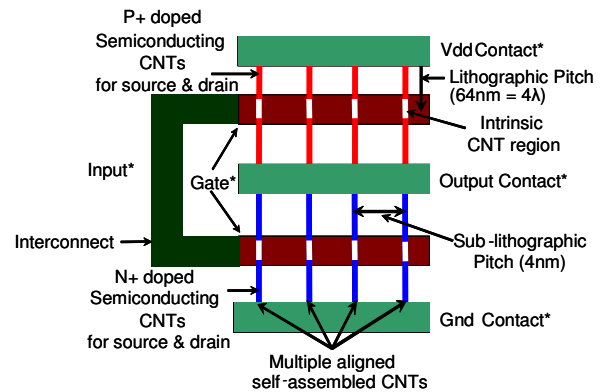 P+ doped
Semiconducting
CNTs
for source & drain
Vdd Contact*
Lithographic Pitch
(64nm = 4λ)
Intrinsic
CNT region
Input*
Gate*
Output Contact*
Interconnect
Sub-lithographic
Pitch (4nm)
N+ doped
Semiconducting
CNTs
for source & drain
Gnd Contact*
Multiple aligned
self-assembled CNTs